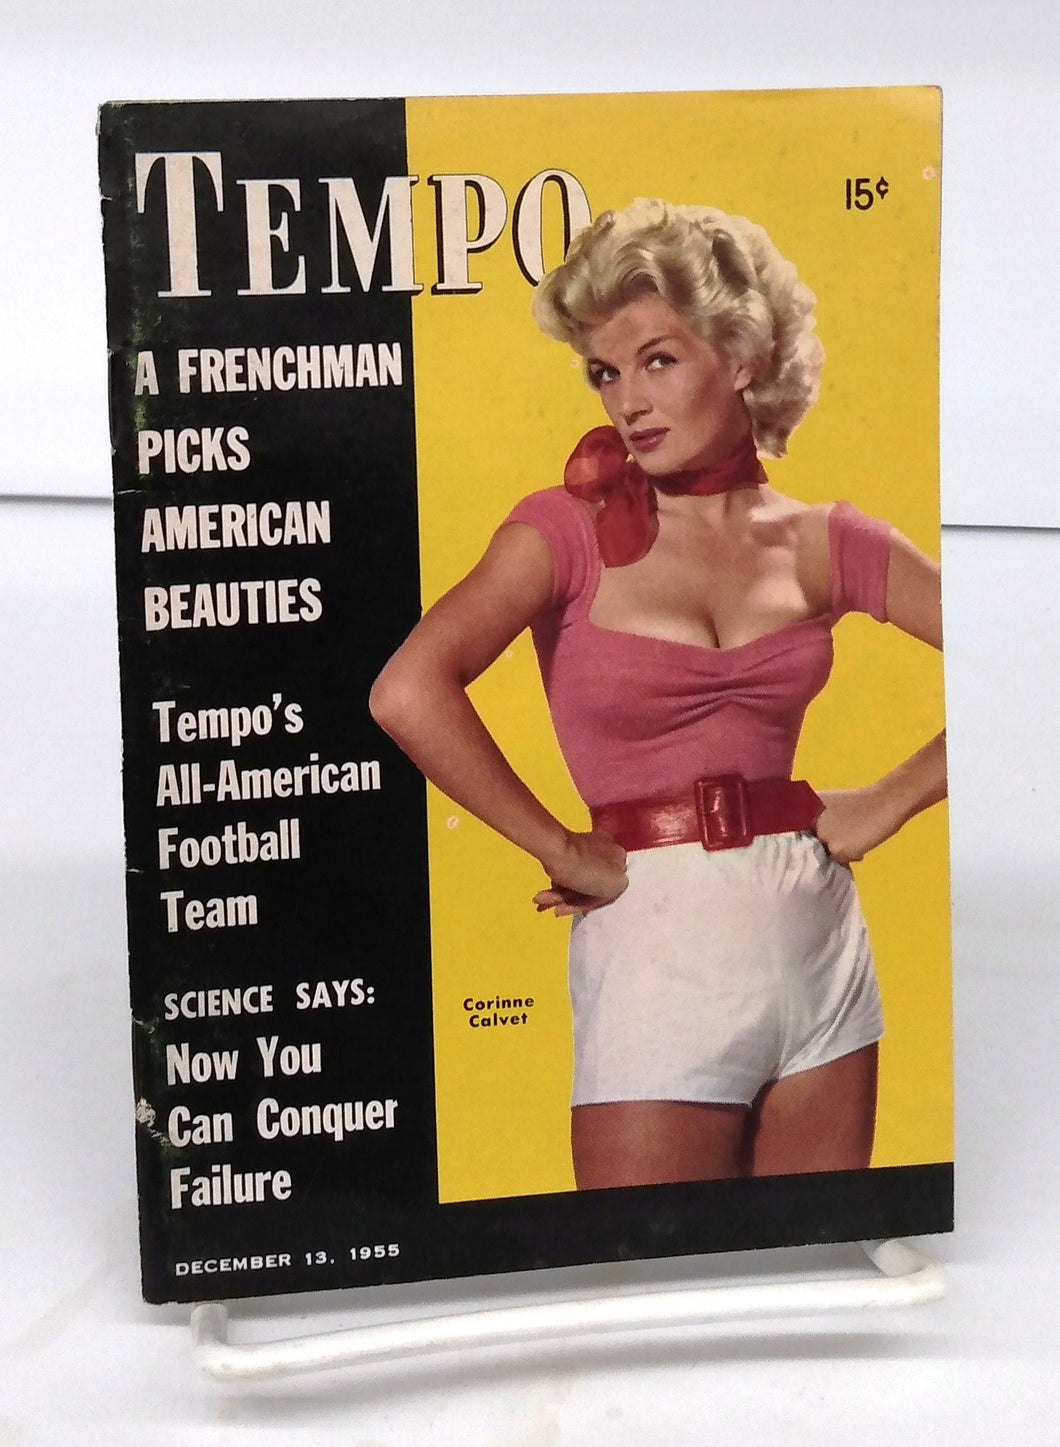 TEMPO
15¢
A FRENCHMAN
PICKS
AMERICAN
BEAUTIES
Tempo's
All-American
Football
Team
SCIENCE SAYS:
Now You
Can Conquer
Failure
Corinne
Calvet
DECEMBER 13, 1955